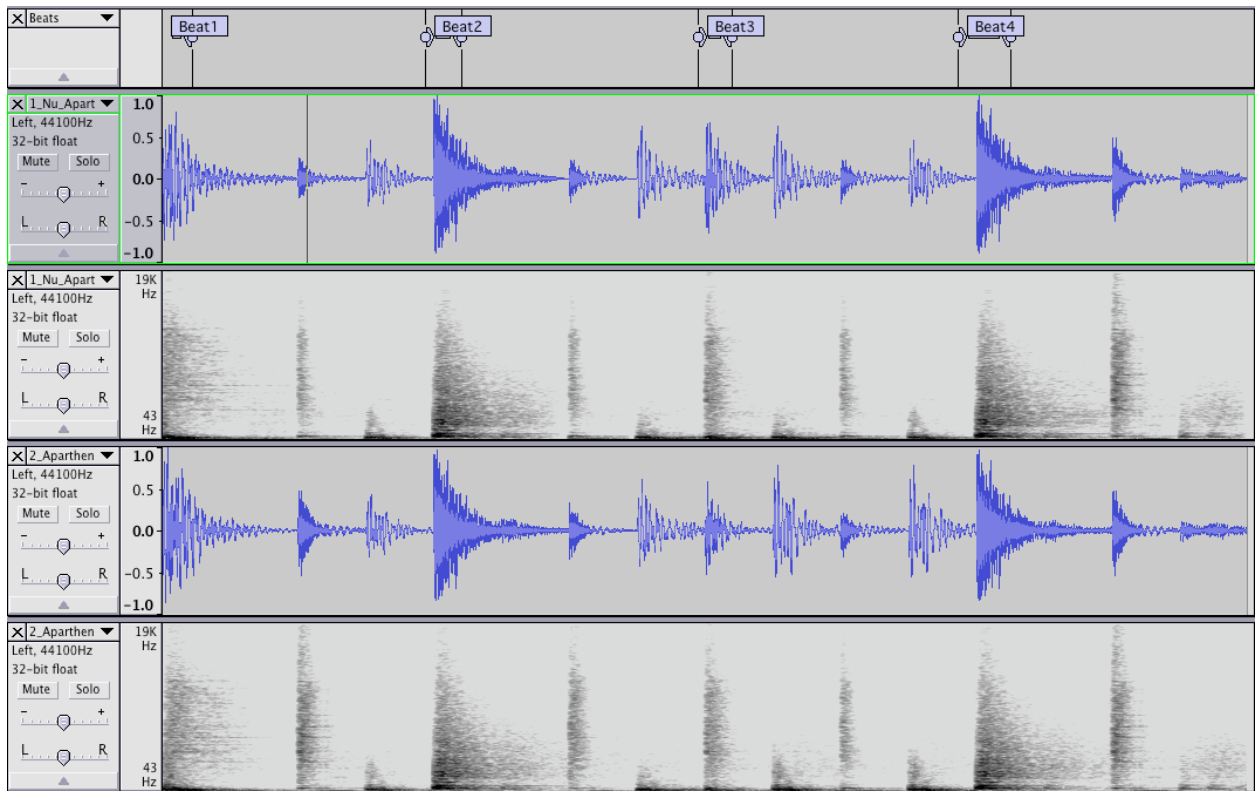 Beats
Beat1 Beat2 Beat3 Beat4
1_Nu_Apart
Left, 44100Hz
32-bit float
Mute Solo
- +
L R
1.0
0.5
0.0
-0.5
-1.0
1_Nu_Apart
Left, 44100Hz
32-bit float
Mute Solo
- +
L R
19K
Hz
43
Hz
2_Aparthen
Left, 44100Hz
32-bit float
Mute Solo
- +
L R
1.0
0.5
0.0
-0.5
-1.0
2_Aparthen
Left, 44100Hz
32-bit float
Mute Solo
- +
L R
19K
Hz
43
Hz